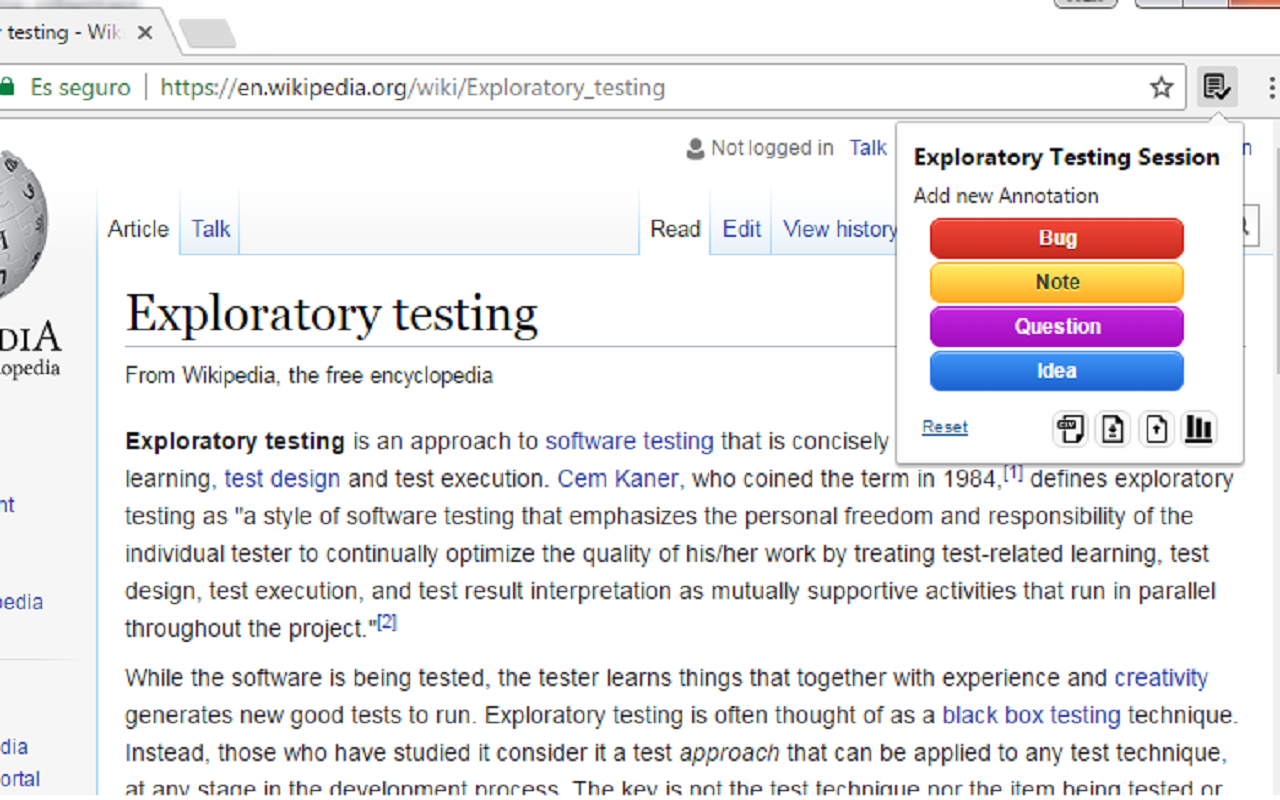 r testing - Wik
Es seguro
https://en.wikipedia.org/wiki/Exploratory_testing
Not logged in Talk
n
Exploratory Testing Session
Add new Annotation
Bug
Note
Question
Idea
Reset
CSV
Article Talk Read Edit View history
DIA
opedia
Exploratory testing
From Wikipedia, the free encyclopedia
Exploratory testing is an approach to software testing that is concisely
learning, test design and test execution. Cem Kaner, who coined the term in 1984,[1] defines exploratory
testing as "a style of software testing that emphasizes the personal freedom and responsibility of the
individual tester to continually optimize the quality of his/her work by treating test-related learning, test
design, test execution, and test result interpretation as mutually supportive activities that run in parallel
throughout the project."[2]
While the software is being tested, the tester learns things that together with experience and creativity
generates new good tests to run. Exploratory testing is often thought of as a black box testing technique.
Instead, those who have studied it consider it a test approach that can be applied to any test technique,
at any stage in the development process. The key is not the test technique nor the item being tested or
nt
pedia
dia
ortal